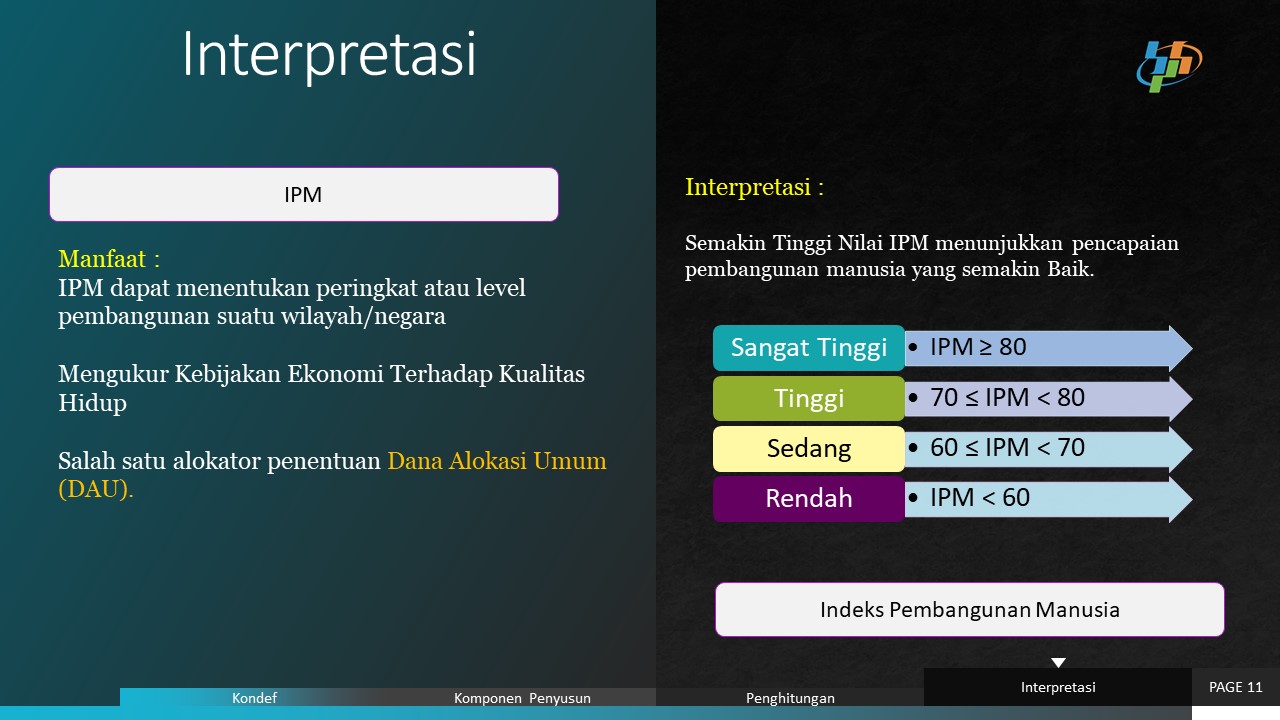 Interpretasi
IPM
Manfaat :
IPM dapat menentukan peringkat atau level
pembangunan suatu wilayah/negara
Mengukur Kebijakan Ekonomi Terhadap Kualitas
Hidup
Salah satu alokator penentuan Dana Alokasi Umum
(DAU).
Interpretasi :
Semakin Tinggi Nilai IPM menunjukkan pencapaian
pembangunan manusia yang semakin Baik.
Sangat Tinggi • IPM ≥ 80
Tinggi • 70 ≤ IPM < 80
Sedang • 60 ≤ IPM < 70
Rendah • IPM < 60
Indeks Pembangunan Manusia
Kondef Komponen Penyusun Penghitungan Interpretasi PAGE 11